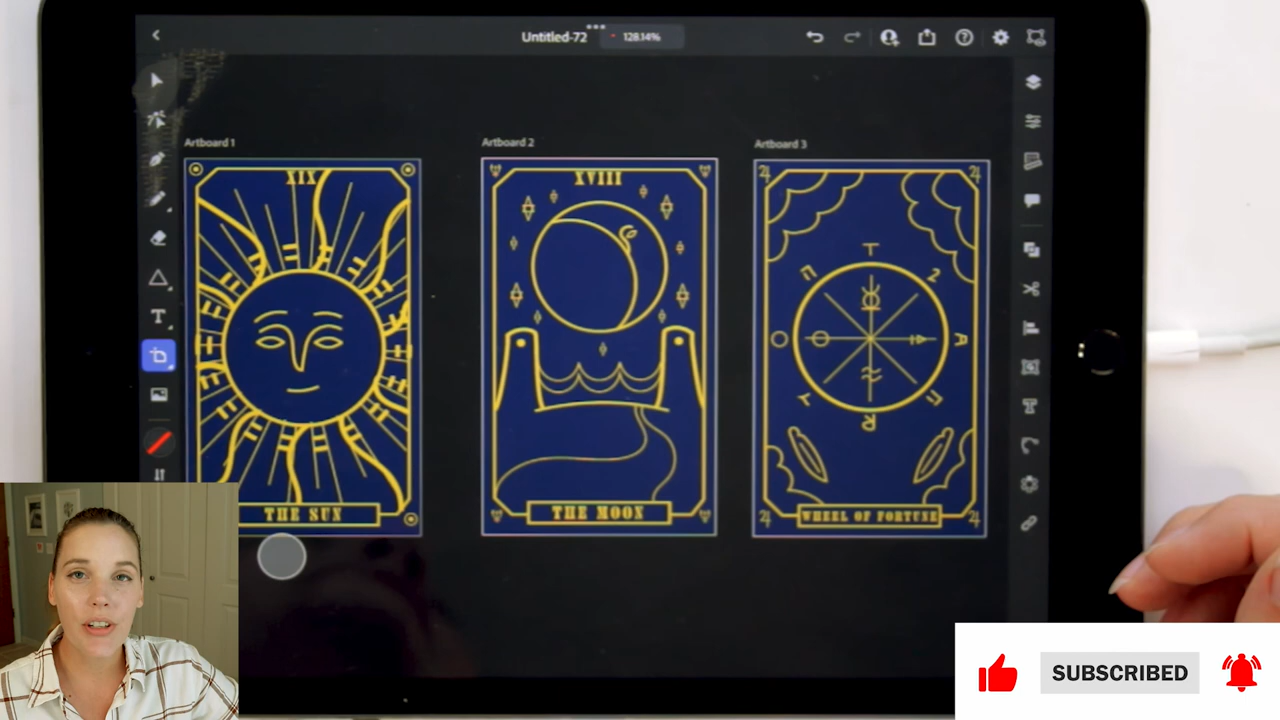 Untitled-72
128.14%
Artboard 1
Artboard 2
Artboard 3
XIX
XVIII
THE SUN
THE MOON
WHEEL OF FORTUNE
SUBSCRIBED